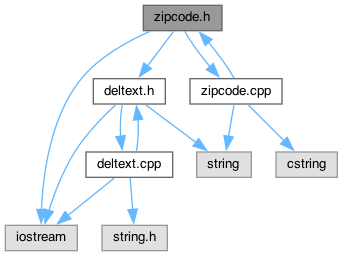 zipcode.h
deltext.h
zipcode.cpp
deltext.cpp
string
cstring
iostream
string.h